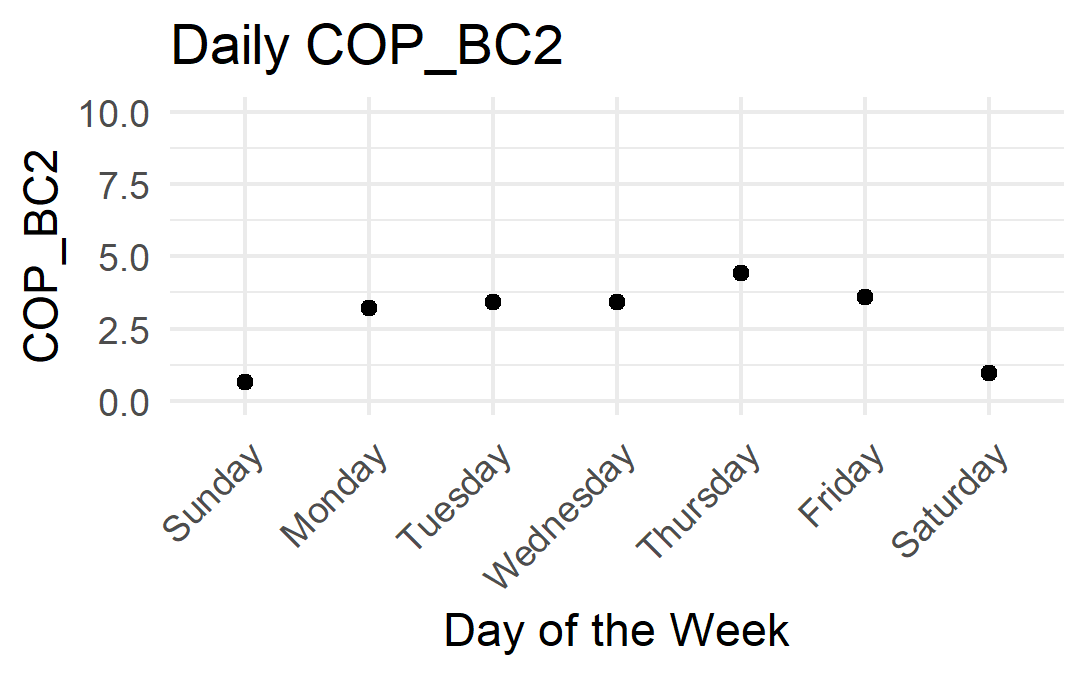 Daily COP_BC2
COP_BC2
10.0
7.5
5.0
2.5
0.0
Sunday
Monday
Tuesday
Wednesday
Thursday
Friday
Saturday
Day of the Week